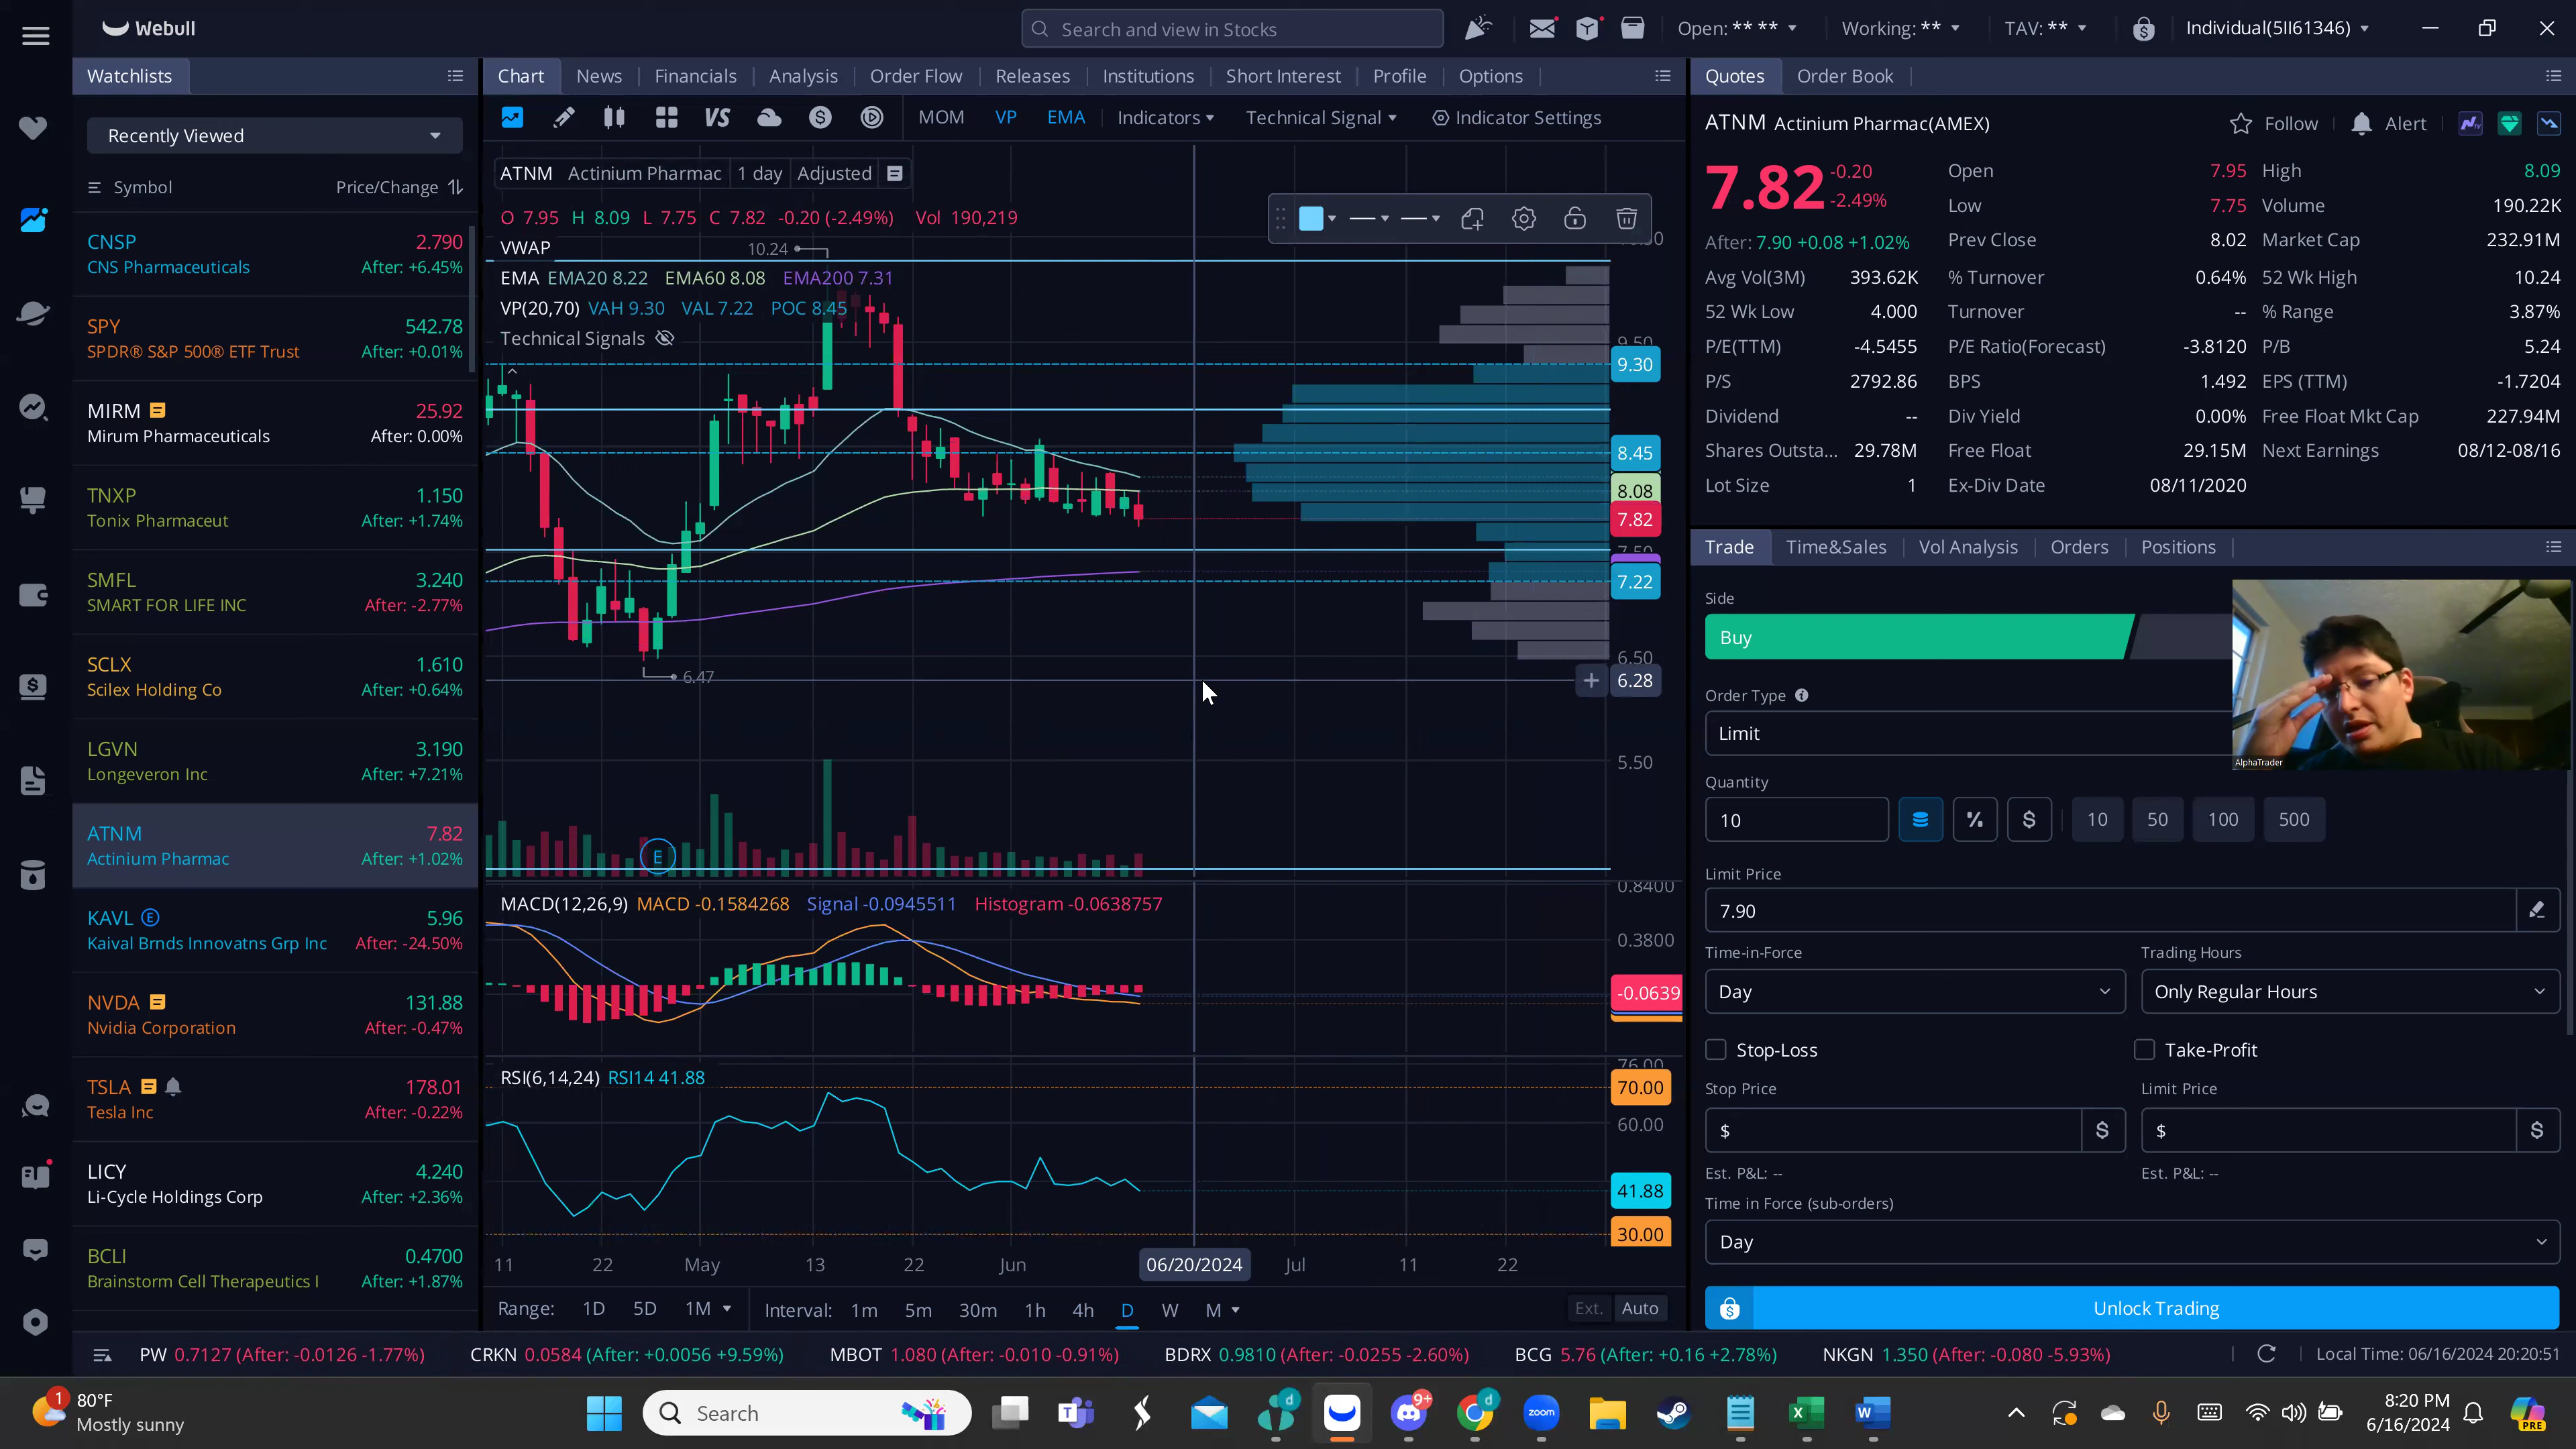 Webull
Search and view in Stocks
Open: ** **
Working: **
TAV: **
Individual(5II61346)
Watchlists
Recently Viewed
Symbol Price/Change
CNSP 2.790
CNS Pharmaceuticals After: +6.45%
SPY 542.78
SPDR® S&P 500® ETF Trust After: +0.01%
MIRM 25.92
Mirum Pharmaceuticals After: 0.00%
TNXP 1.150
Tonix Pharmaceut After: +1.74%
SMFL 3.240
SMART FOR LIFE INC After: -2.77%
SCLX 1.610
Scilex Holding Co After: +0.64%
LGVN 3.190
Longeveron Inc After: +7.21%
ATNM 7.82
Actinium Pharmac After: +1.02%
KAVL E 5.96
Kaival Brnds Innovatns Grp Inc After: -24.50%
NVDA 131.88
Nvidia Corporation After: -0.47%
TSLA 178.01
Tesla Inc After: -0.22%
LICY 4.240
Li-Cycle Holdings Corp After: +2.36%
BCLI 0.4700
Brainstorm Cell Therapeutics I After: +1.87%
Chart News Financials Analysis Order Flow Releases Institutions Short Interest Profile Options
VS MOM VP EMA Indicators Technical Signal Indicator Settings
ATNM Actinium Pharmac 1 day Adjusted
O 7.95 H 8.09 L 7.75 C 7.82 -0.20 (-2.49%) Vol 190,219
VWAP
10.24
EMA EMA20 8.22 EMA60 8.08 EMA200 7.31
VP(20,70) VAH 9.30 VAL 7.22 POC 8.45
Technical Signals
9.50
9.30
8.45
8.08
7.82
7.50
7.22
6.50
6.47
6.28
5.50
E
0.8400
MACD(12,26,9) MACD -0.1584268 Signal -0.0945511 Histogram -0.0638757
0.3800
-0.0639
76.00
RSI(6,14,24) RSI14 41.88
70.00
60.00
41.88
30.00
11 22 May 13 22 Jun 06/20/2024 Jul 11 22
Range: 1D 5D 1M Interval: 1m 5m 30m 1h 4h D W M Ext. Auto
Quotes Order Book
ATNM Actinium Pharmac(AMEX) Follow Alert
7.82 -0.20
-2.49%
After: 7.90 +0.08 +1.02%
Open 7.95 High 8.09
Low 7.75 Volume 190.22K
Prev Close 8.02 Market Cap 232.91M
Avg Vol(3M) 393.62K % Turnover 0.64% 52 Wk High 10.24
52 Wk Low 4.000 Turnover -- % Range 3.87%
P/E(TTM) -4.5455 P/E Ratio(Forecast) -3.8120 P/B 5.24
P/S 2792.86 BPS 1.492 EPS (TTM) -1.7204
Dividend -- Div Yield 0.00% Free Float Mkt Cap 227.94M
Shares Outsta... 29.78M Free Float 29.15M Next Earnings 08/12-08/16
Lot Size 1 Ex-Div Date 08/11/2020
Trade Time&Sales Vol Analysis Orders Positions
Side
Buy
Order Type
Limit
AlphaTrader
Quantity
10 % $ 10 50 100 500
Limit Price
7.90
Time-in-Force Trading Hours
Day Only Regular Hours
Stop-Loss Take-Profit
Stop Price Limit Price
$ $ $ $
Est. P&L: -- Est. P&L: --
Time in Force (sub-orders)
Day
Unlock Trading
PW 0.7127 (After: -0.0126 -1.77%) CRKN 0.0584 (After: +0.0056 +9.59%) MBOT 1.080 (After: -0.010 -0.91%) BDRX 0.9810 (After: -0.0255 -2.60%) BCG 5.76 (After: +0.16 +2.78%) NKGN 1.350 (After: -0.080 -5.93%) Local Time: 06/16/2024 20:20:51
1 80°F
Mostly sunny
Search
d
9+
d
zoom
8:20 PM
6/16/2024
PRE